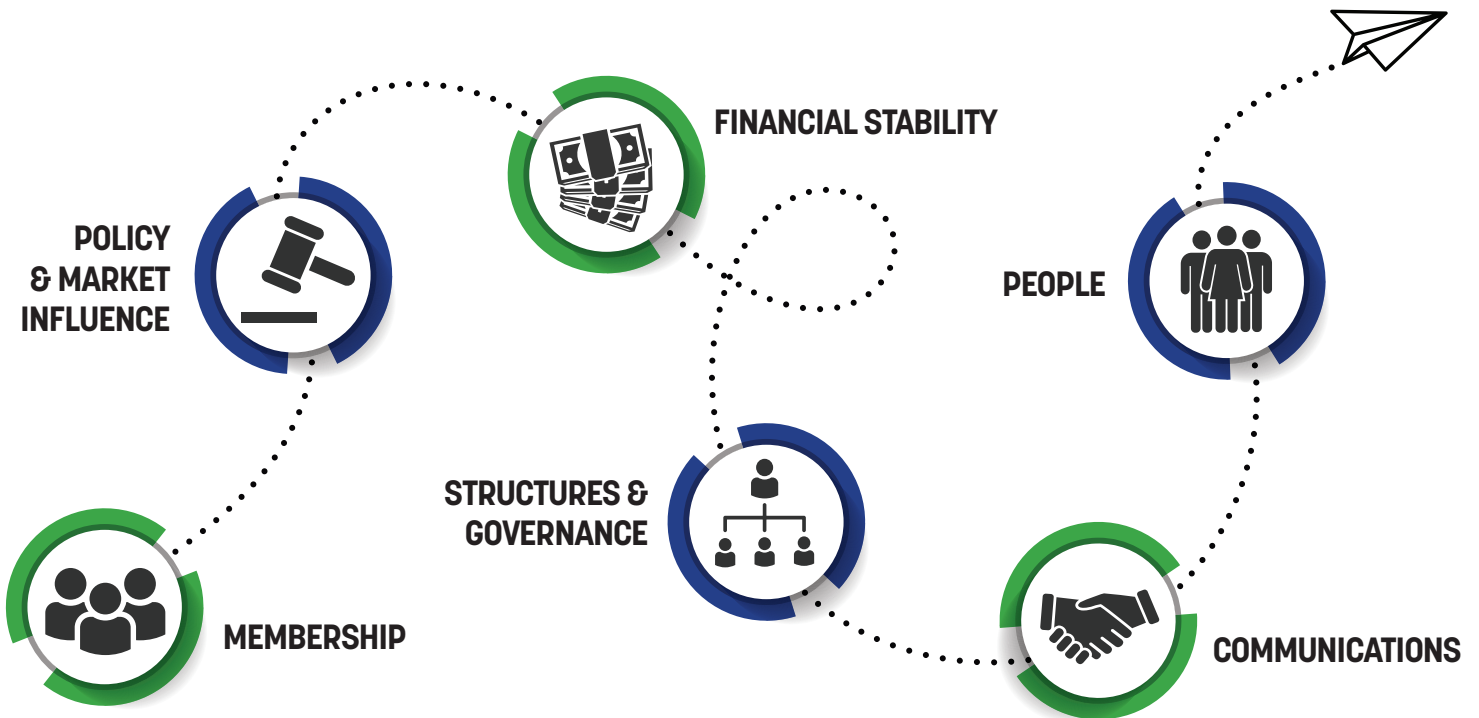 FINANCIAL STABILITY
POLICY
& MARKET
INFLUENCE
PEOPLE
STRUCTURES &
GOVERNANCE
MEMBERSHIP
COMMUNICATIONS